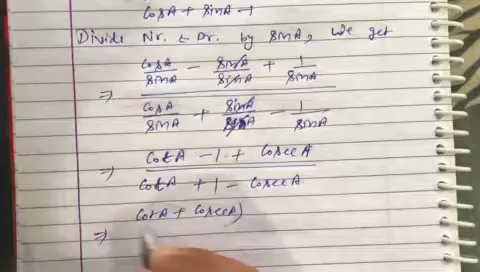 CosA + SinA - 1
Divide Nr. & Dr. by SinA, we get
⇒ CosA/SinA - SinA/SinA + 1/SinA
CosA/SinA + SinA/SinA - 1/SinA
⇒ CotA - 1 + CosecA
CotA + 1 - CosecA
⇒ CotA + CosecA)